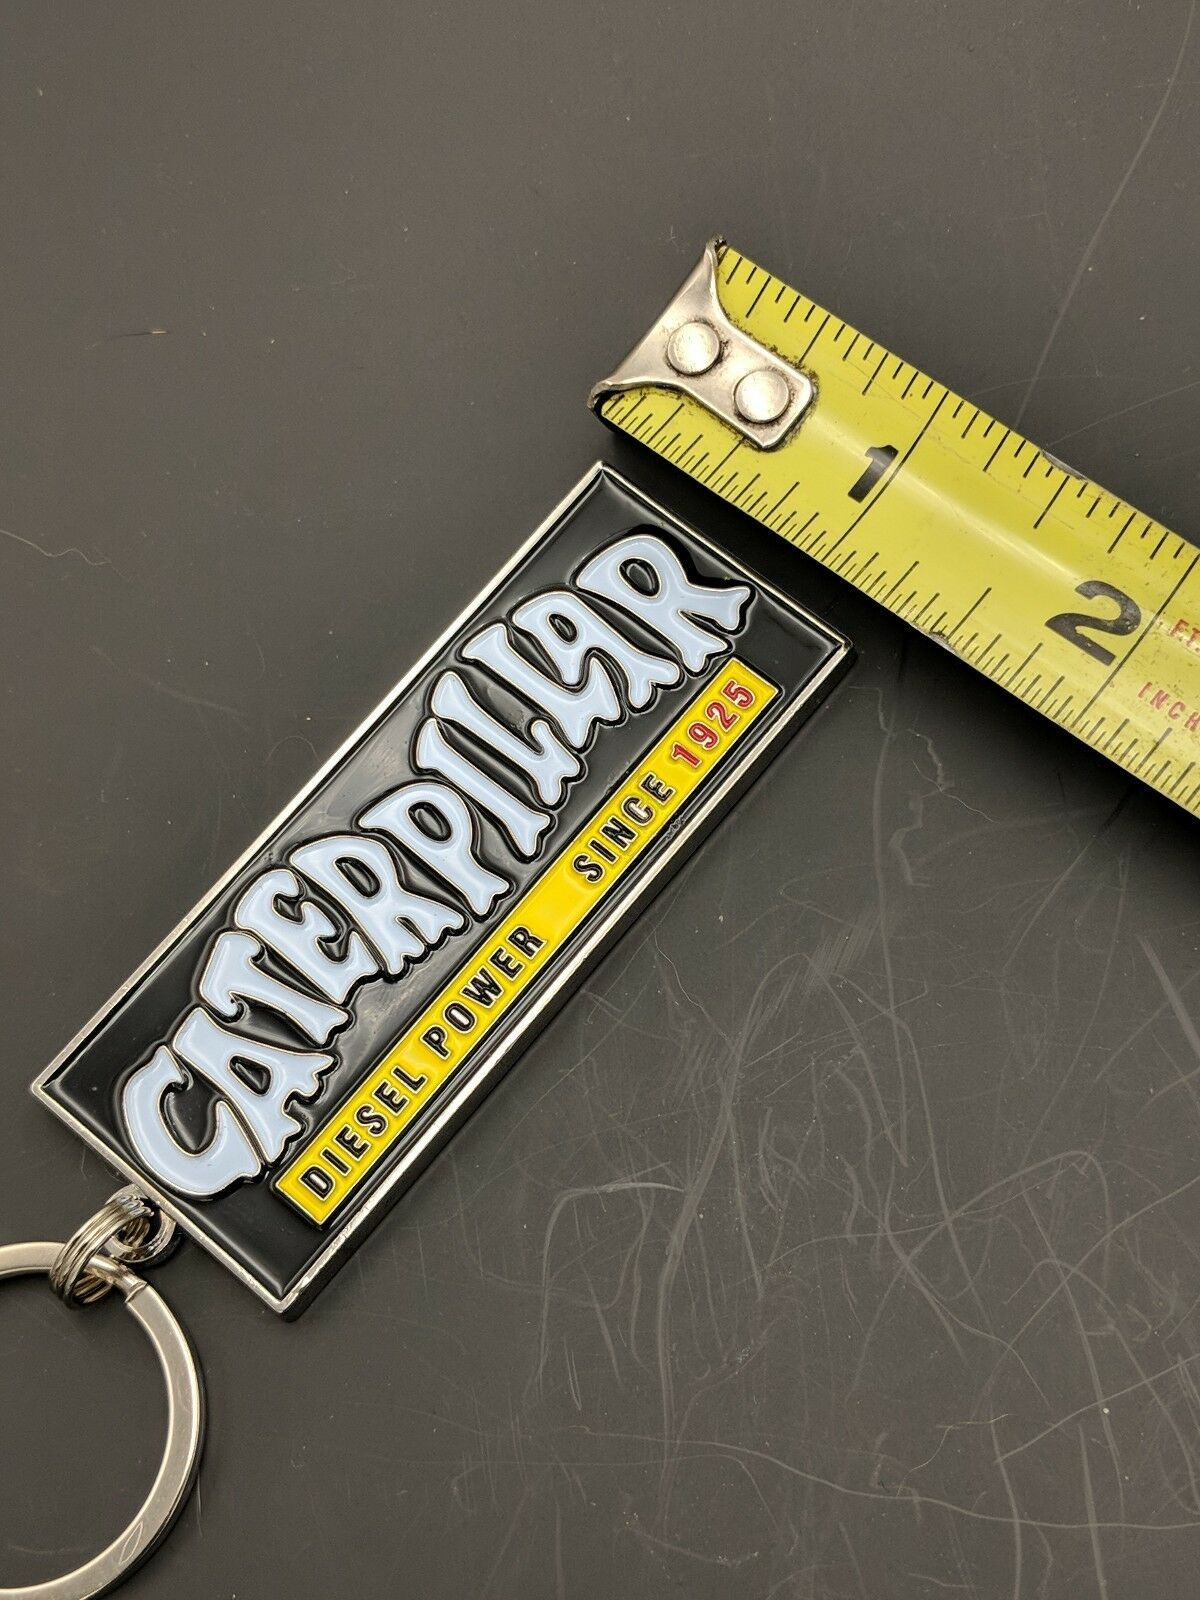 CATERPILLAR
DIESEL POWER SINCE 1925
1
2
INCH